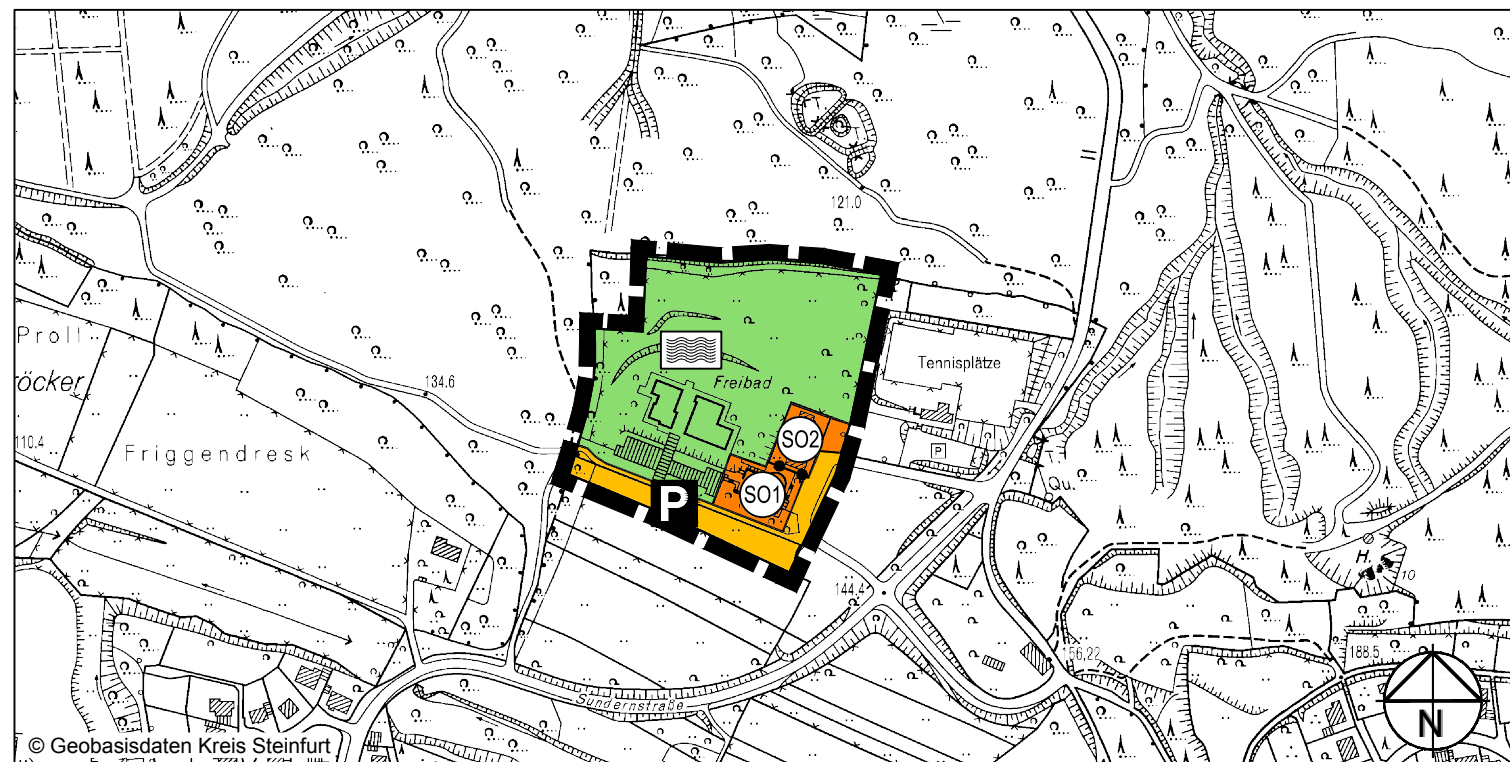 121.0
Proll
öcker
134.6
Tennisplätze
Freibad
110.4
Friggendresk
SO2
P
SO1
P
Qu.
H.
10
144.4
156,22
188.5
Sundernstraße
N
© Geobasisdaten Kreis Steinfurt